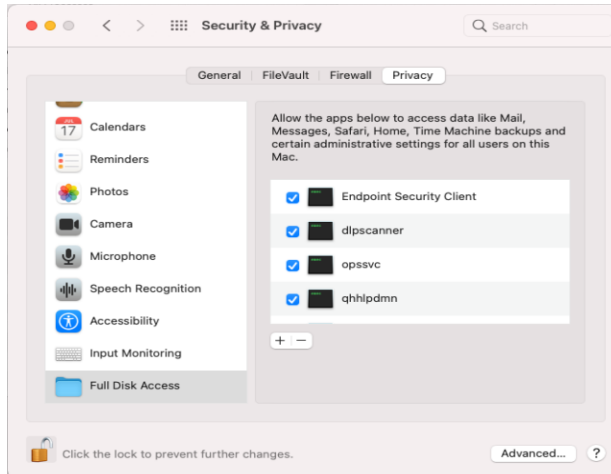 Security & Privacy
Search
General
FileVault
Firewall
Privacy
17
Calendars
Reminders
Photos
Camera
Microphone
Speech Recognition
Accessibility
Input Monitoring
Full Disk Access
Allow the apps below to access data like Mail,
Messages, Safari, Home, Time Machine backups and
certain administrative settings for all users on this
Mac.
Endpoint Security Client
dlpscanner
opssvc
qhhlpdmn
+ −
Click the lock to prevent further changes.
Advanced...
?